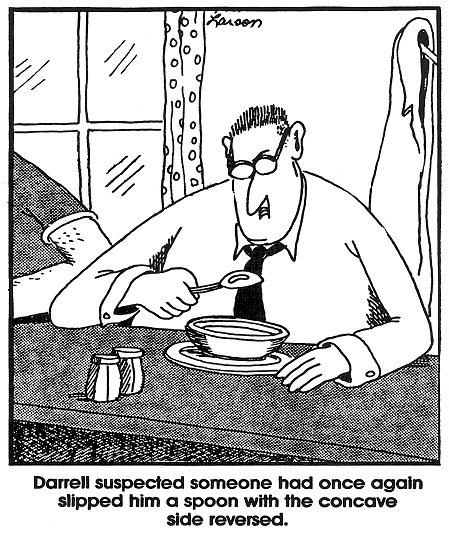 Larson
Darrell suspected someone had once again
slipped him a spoon with the concave
side reversed.